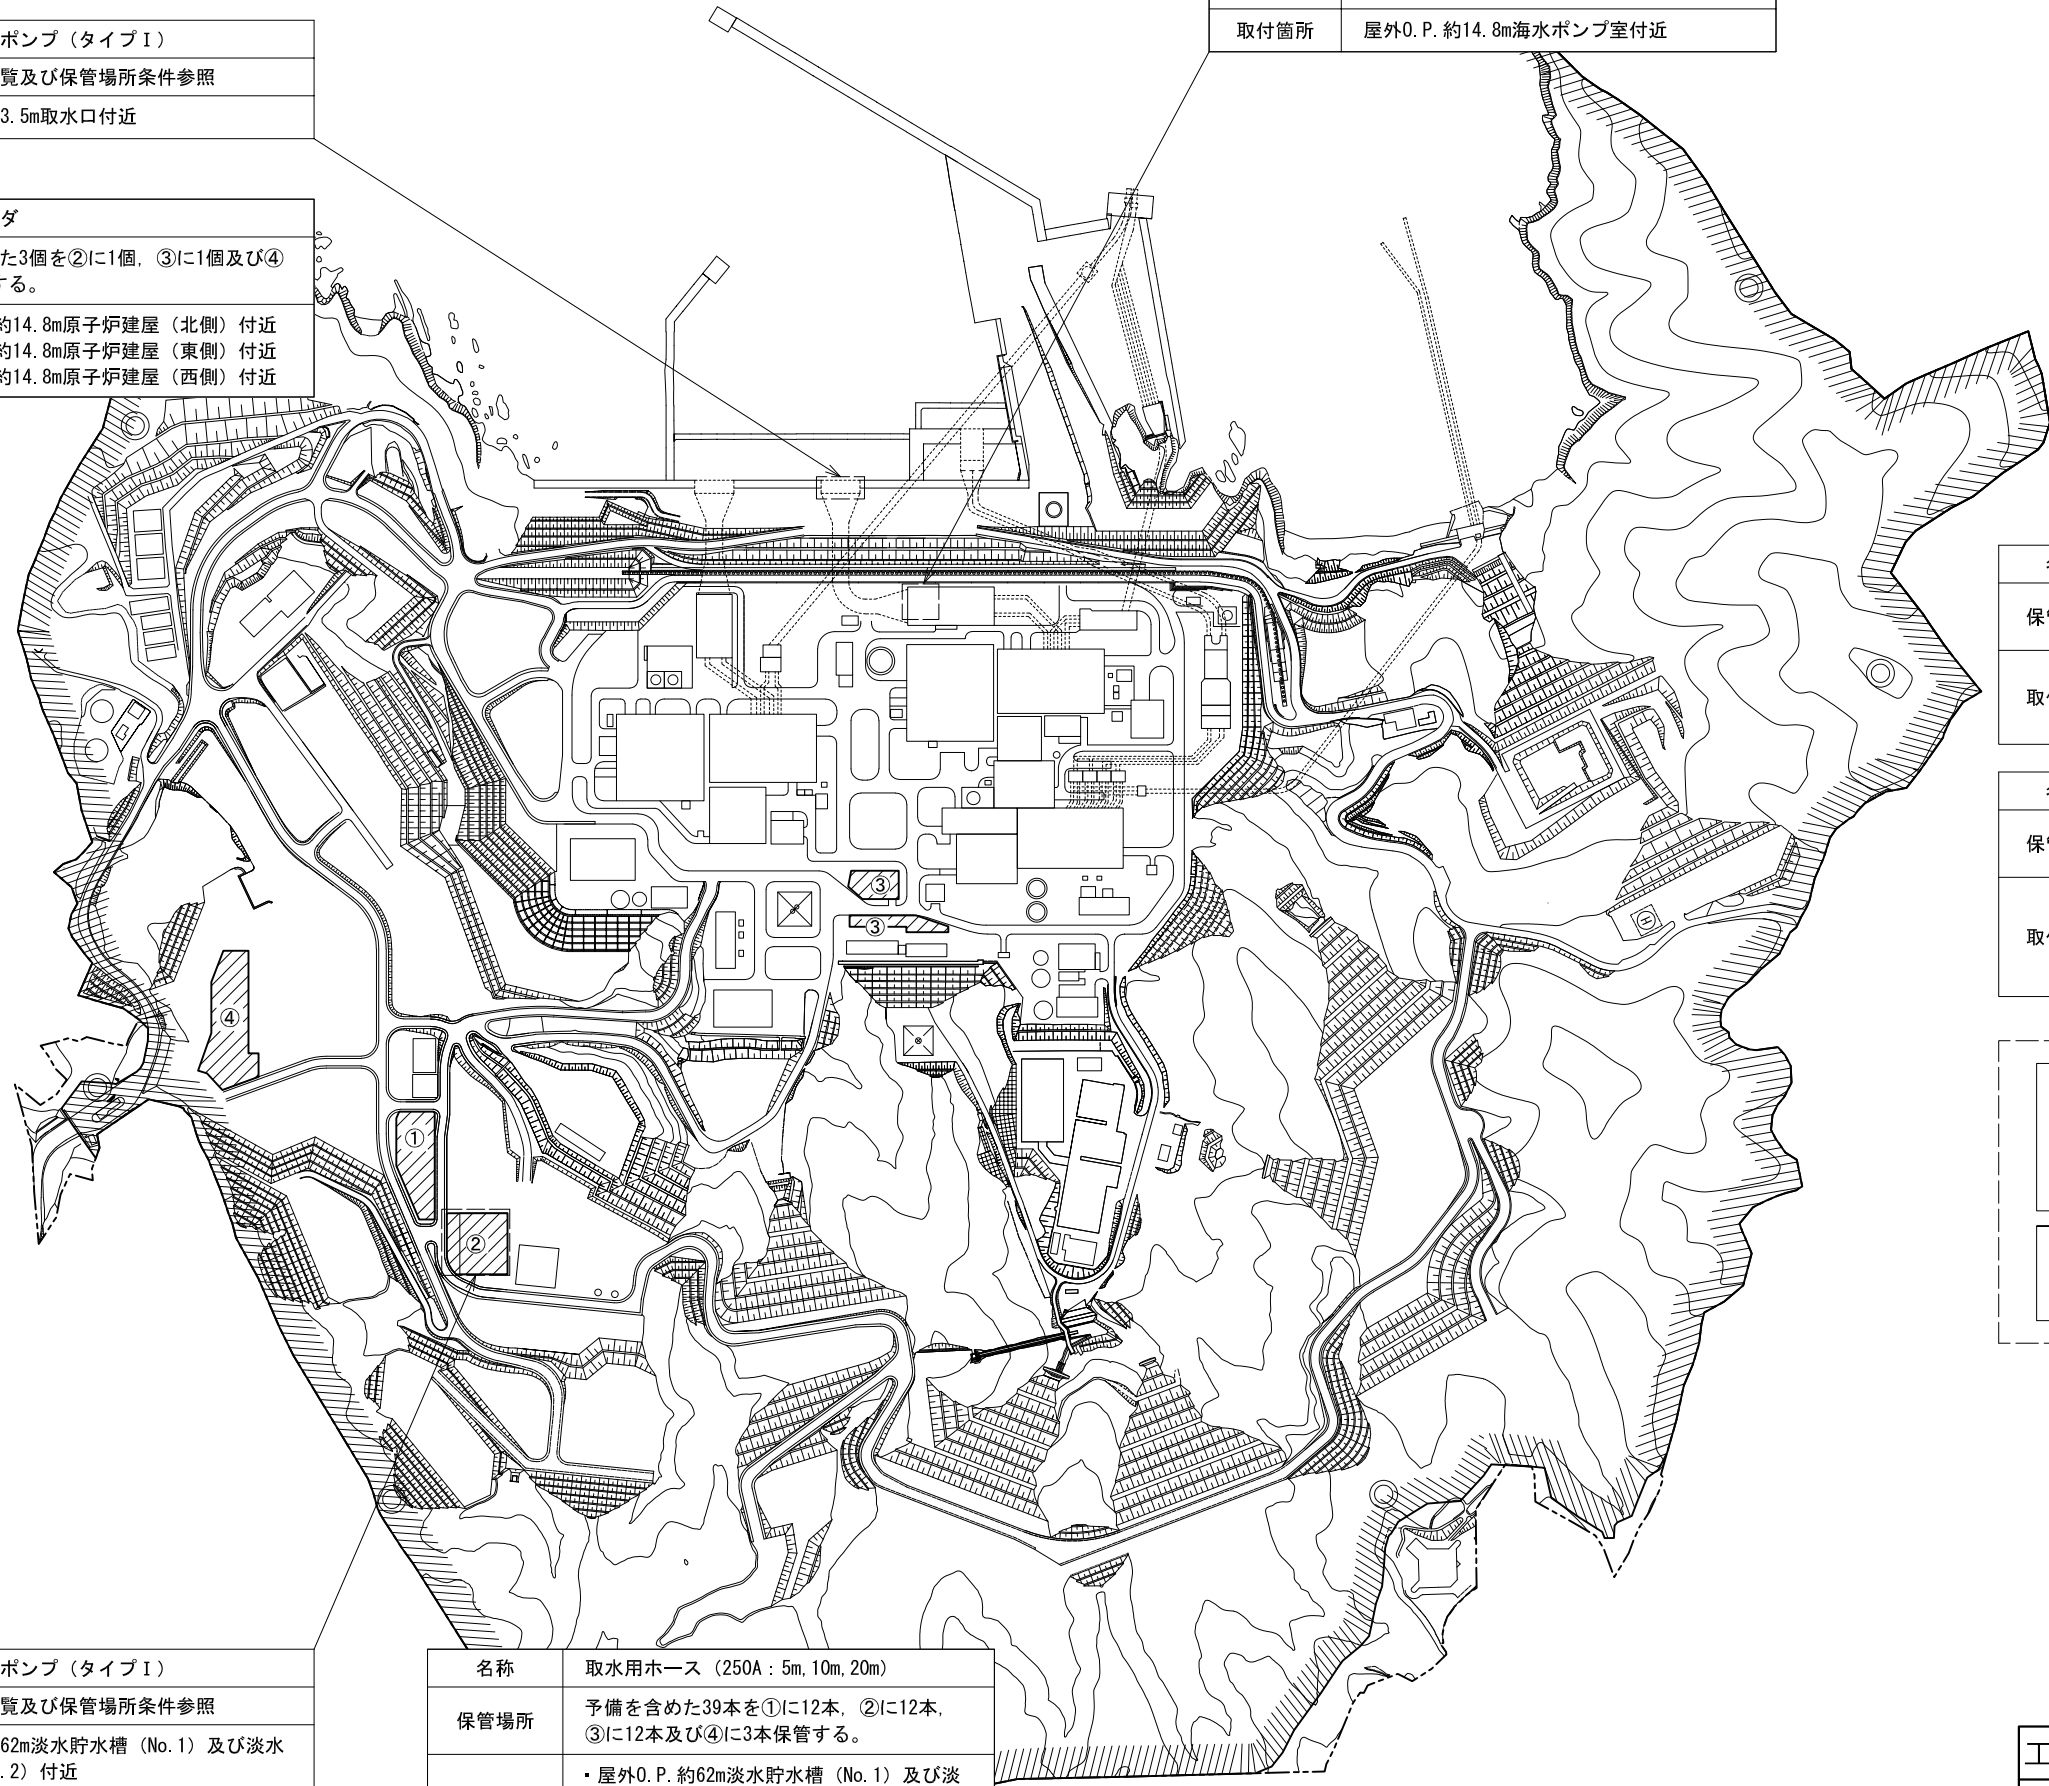 ポンプ（タイプⅠ）
覧及び保管場所条件参照
3.5m取水口付近
取付箇所
屋外O.P.約14.8m海水ポンプ室付近
ダ
た3個を②に1個，③に1個及び④
する。
約14.8m原子炉建屋（北側）付近
約14.8m原子炉建屋（東側）付近
約14.8m原子炉建屋（西側）付近
保管
取付
保管
取付
③
③
④
①
②
H
ポンプ（タイプⅠ）
覧及び保管場所条件参照
62m淡水貯水槽（No.1）及び淡水
.2）付近
名称
取水用ホース（250A：5m,10m,20m）
保管場所
予備を含めた39本を①に12本，②に12本，
③に12本及び④に3本保管する。
・屋外O.P.約62m淡水貯水槽（No.1）及び淡
工